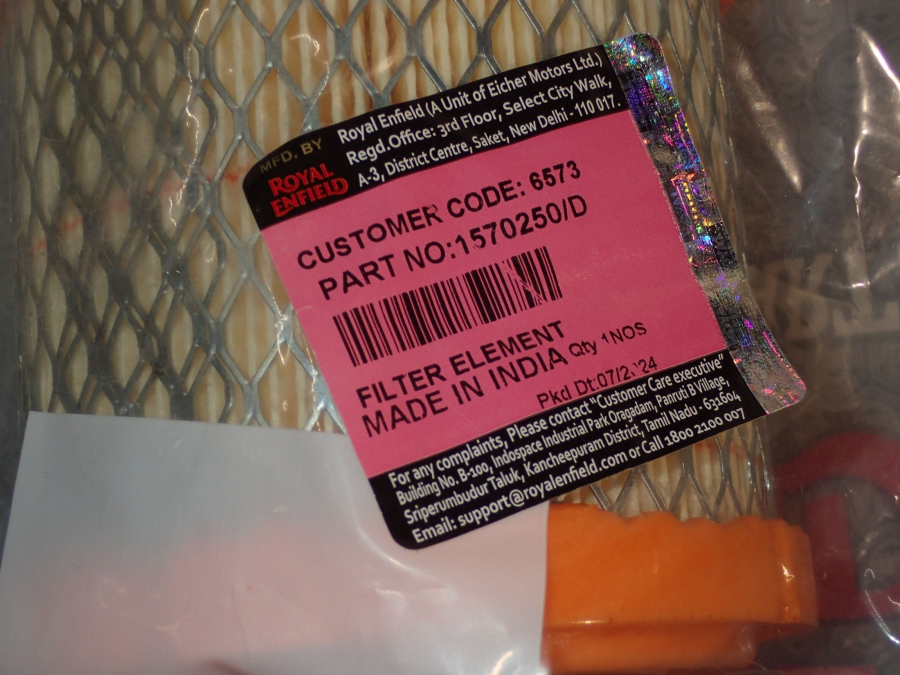 MFD. BY
ROYAL
ENFIELD
Royal Enfield (A Unit of Eicher Motors Ltd.)
Regd.Office: 3rd Floor, Select City Walk,
A-3, District Centre, Saket, New Delhi - 110 017.
CUSTOMER CODE: 6573
PART NO:1570250/D
FILTER ELEMENT
MADE IN INDIA Qty 1NOS
Pkd Dt:
For any complaints, Please contact "Customer Care executive"
Building No. B-100, Indospace Industrial Park Oragadam, Panruti B Village,
Sriperumbudur Taluk, Kancheepuram District, Tamil Nadu - 631604
Email: support@royalenfield.com or Call 1800 2100 007